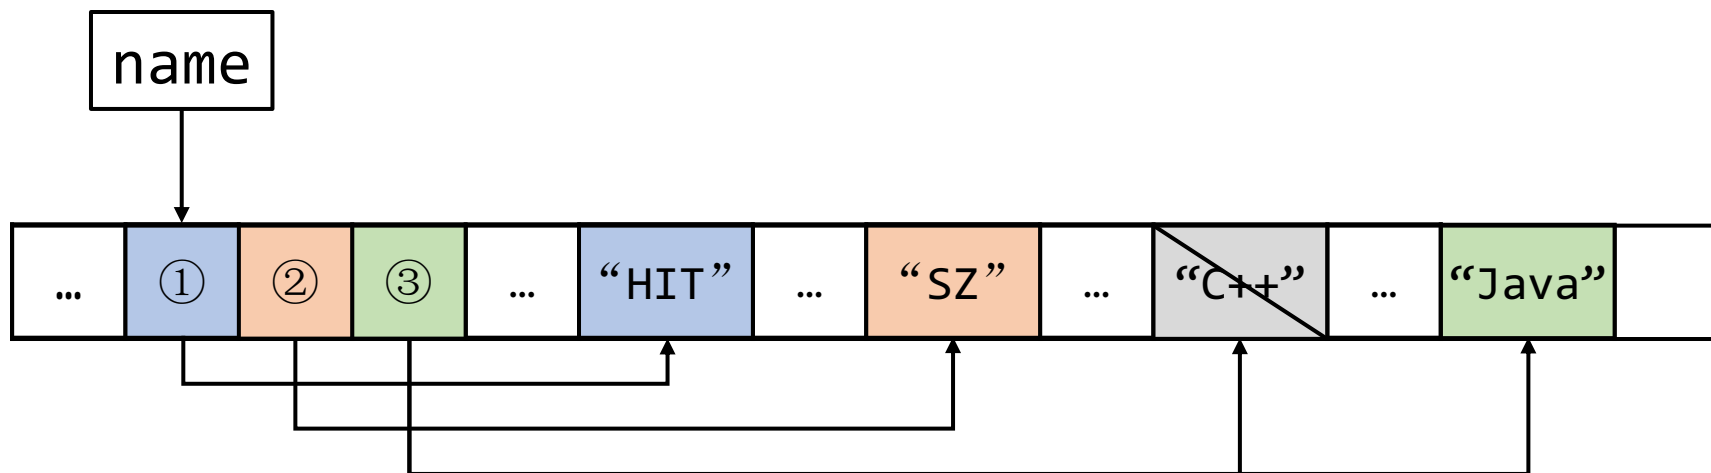 name
… ① ② ③ … “HIT” … “SZ” … “C++” … “Java”